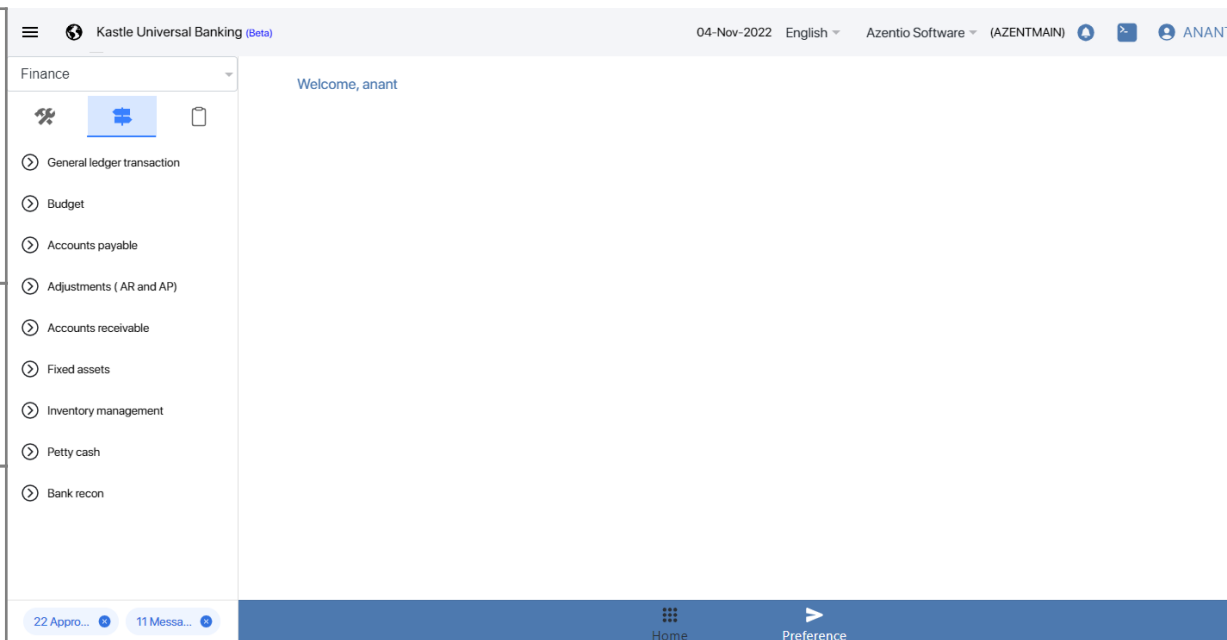 Kastle Universal Banking (Beta)
04-Nov-2022 English Azentio Software (AZENTMAIN) ANANT
Finance
Welcome, anant
General ledger transaction
Budget
Accounts payable
Adjustments ( AR and AP)
Accounts receivable
Fixed assets
Inventory management
Petty cash
Bank recon
22 Appro... 11 Messa...
Home Preference